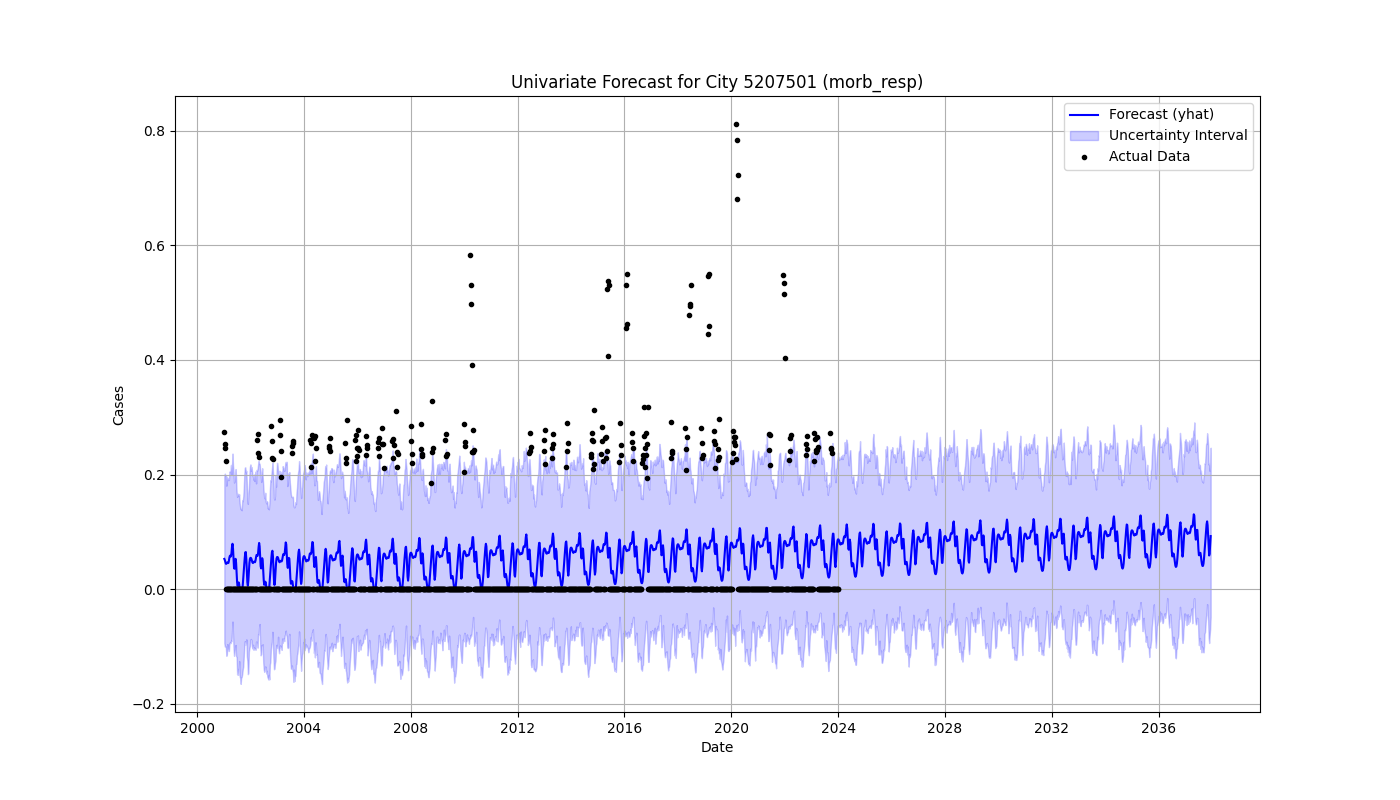 Univariate Forecast for City 5207501 (morb_resp)
Forecast (yhat)
Uncertainty Interval
Actual Data
Cases
0.8
0.6
0.4
0.2
0.0
−0.2
2000 2004 2008 2012 2016 2020 2024 2028 2032 2036
Date